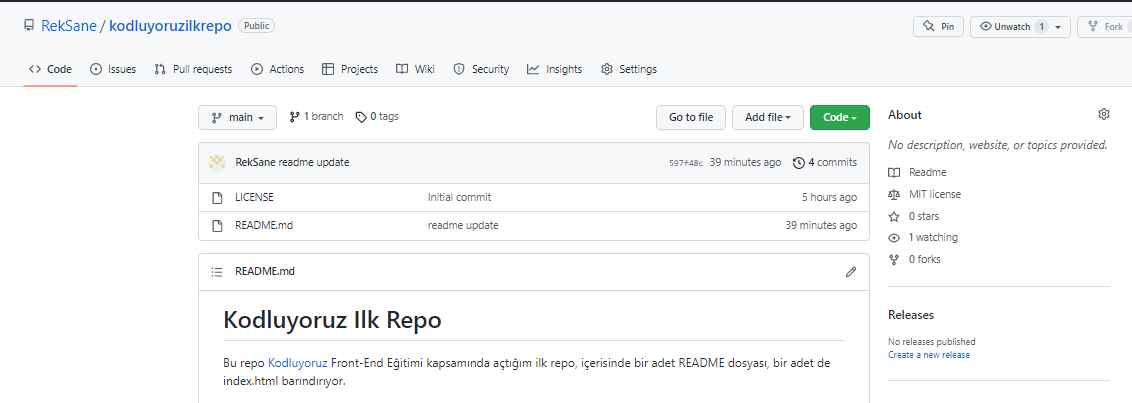 RekSane / kodluyoruzilkrepo Public
Pin Unwatch 1 Fork
Code Issues Pull requests Actions Projects Wiki Security Insights Settings
main 1 branch 0 tags Go to file Add file Code
RekSane readme update 597f48c 39 minutes ago 4 commits
LICENSE Initial commit 5 hours ago
README.md readme update 39 minutes ago
README.md
Kodluyoruz Ilk Repo
Bu repo Kodluyoruz Front-End Eğitimi kapsamında açtığım ilk repo, içerisinde bir adet README dosyası, bir adet de
index.html barındırıyor.
About
No description, website, or topics provided.
Readme
MIT license
0 stars
1 watching
0 forks
Releases
No releases published
Create a new release